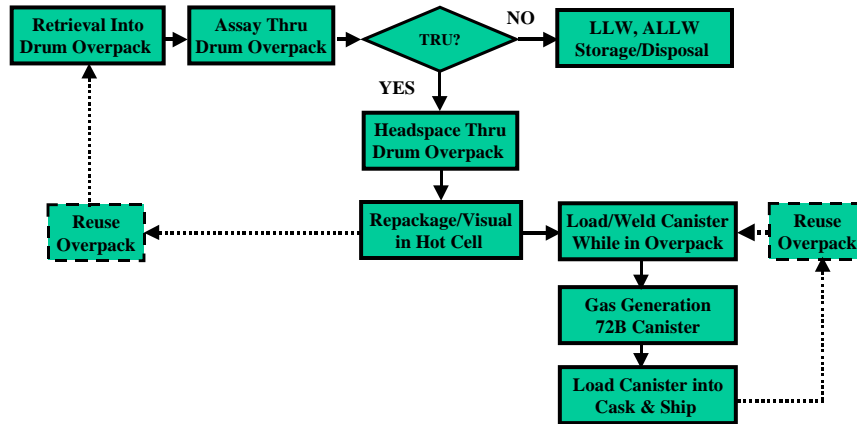 Retrieval Into
Drum Overpack
Assay Thru
Drum Overpack
TRU?
NO
LLW, ALLW
Storage/Disposal
YES
Headspace Thru
Drum Overpack
Reuse
Overpack
Repackage/Visual
in Hot Cell
Load/Weld Canister
While in Overpack
Reuse
Overpack
Gas Generation
72B Canister
Load Canister into
Cask & Ship